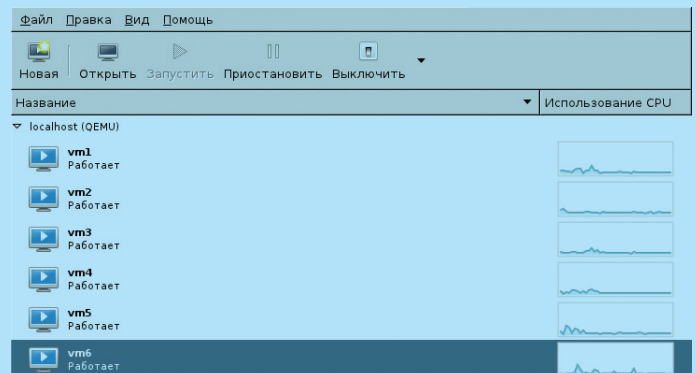 Файл Правка Вид Помощь
Новая Открыть Запустить Приостановить Выключить
Название Использование CPU
localhost (QEMU)
vm1
Работает
vm2
Работает
vm3
Работает
vm4
Работает
vm5
Работает
vm6
Работает